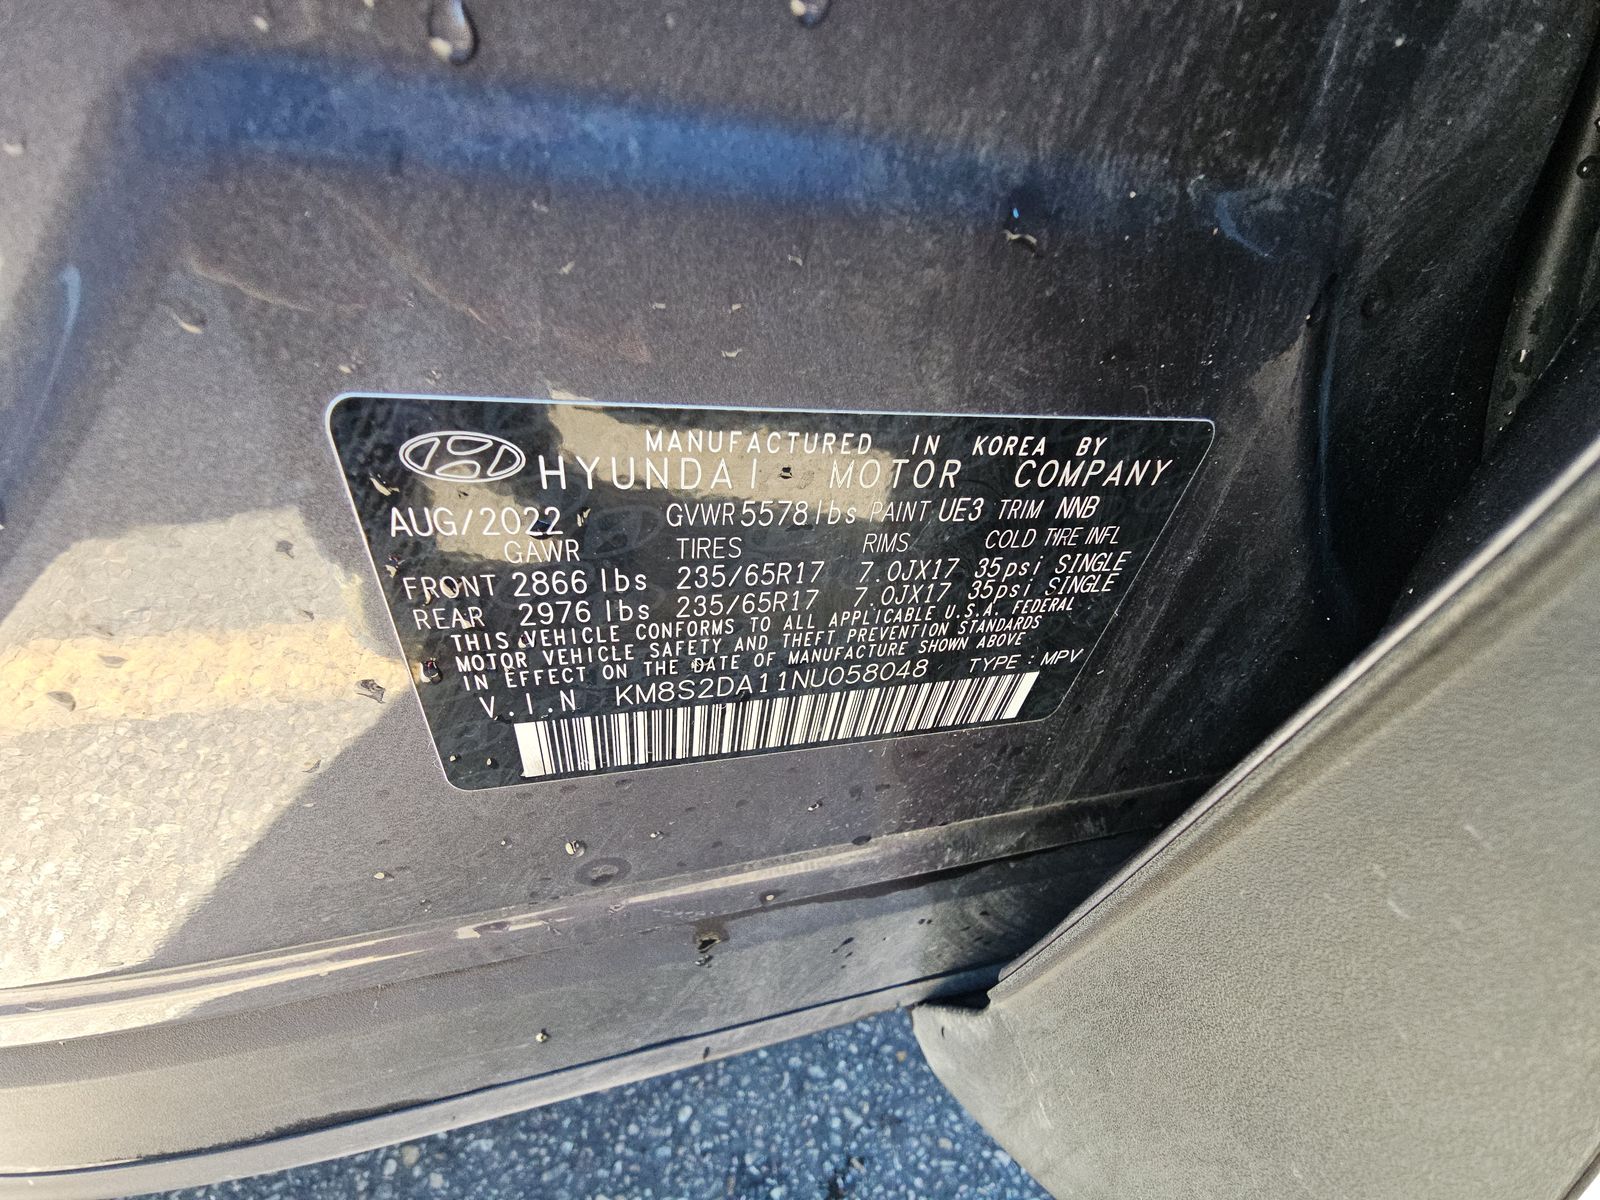 MANUFACTURED IN KOREA BY
HYUNDAI MOTOR COMPANY
AUG/2022 GVWR 5578 lbs PAINT UE3 TRIM NNB
GAWR TIRES RIMS COLD TIRE INFL
FRONT 2866 lbs 235/65R17 7.0JX17 35psi SINGLE
REAR 2976 lbs 235/65R17 7.0JX17 35psi SINGLE
THIS VEHICLE CONFORMS TO ALL APPLICABLE U.S.A. FEDERAL
MOTOR VEHICLE SAFETY AND THEFT PREVENTION STANDARDS
IN EFFECT ON THE DATE OF MANUFACTURE SHOWN ABOVE
V.I.N KM8S2DA11NU058048 TYPE : MPV